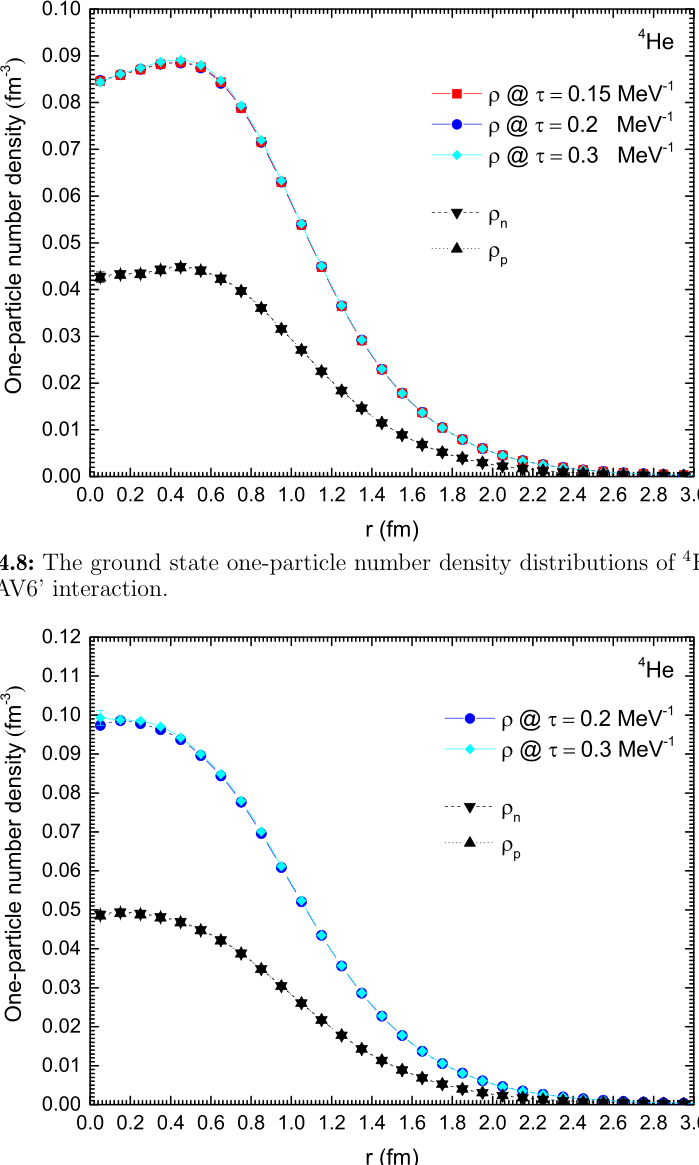 0.10
0.09
0.08
0.07
0.06
0.05
0.04
0.03
0.02
0.01
0.00
One-particle number density (fm⁻³)
⁴He
ρ @ τ = 0.15 MeV⁻¹
ρ @ τ = 0.2 MeV⁻¹
ρ @ τ = 0.3 MeV⁻¹
ρₙ
ρₚ
0.0 0.2 0.4 0.6 0.8 1.0 1.2 1.4 1.6 1.8 2.0 2.2 2.4 2.6 2.8 3.0
r (fm)
4.8: The ground state one-particle number density distributions of ⁴H
AV6’ interaction.
0.12
0.11
0.10
0.09
0.08
0.07
0.06
0.05
0.04
0.03
0.02
0.01
0.00
One-particle number density (fm⁻³)
⁴He
ρ @ τ = 0.2 MeV⁻¹
ρ @ τ = 0.3 MeV⁻¹
ρₙ
ρₚ
0.0 0.2 0.4 0.6 0.8 1.0 1.2 1.4 1.6 1.8 2.0 2.2 2.4 2.6 2.8 3.0
r (fm)